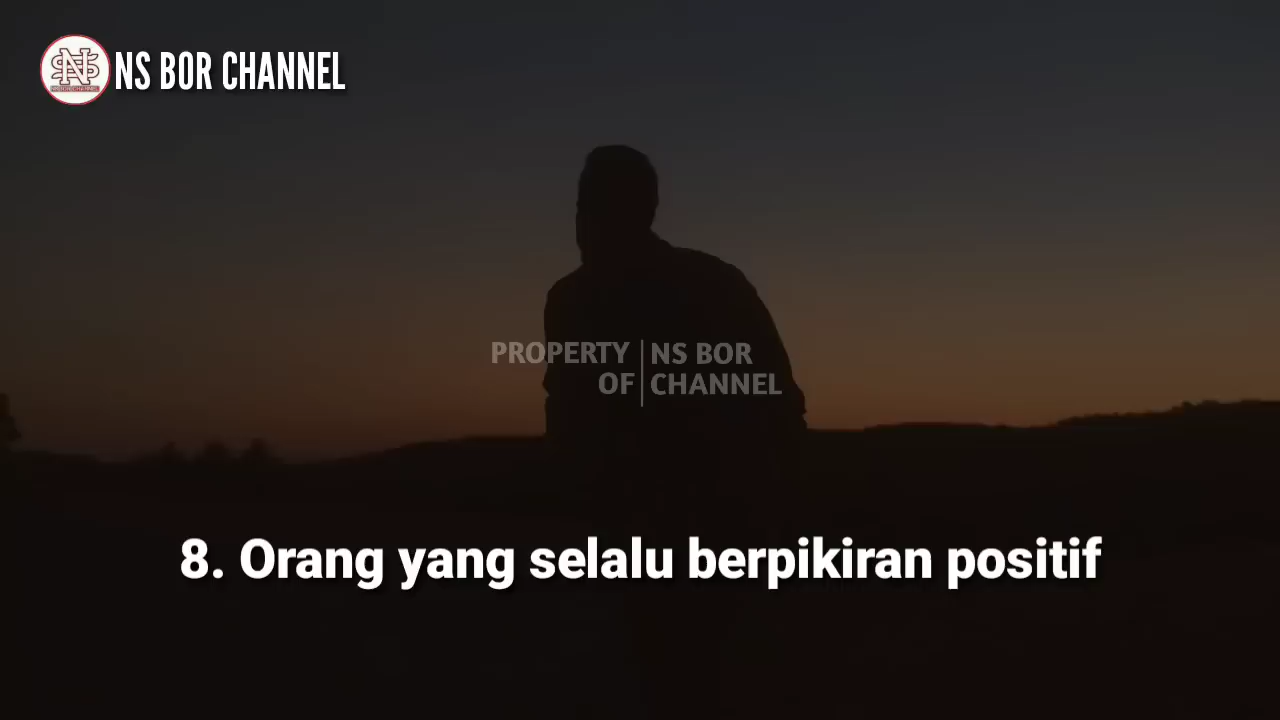 NS BOR CHANNEL
PROPERTY OF
NS BOR CHANNEL
8. Orang yang selalu berpikiran positif